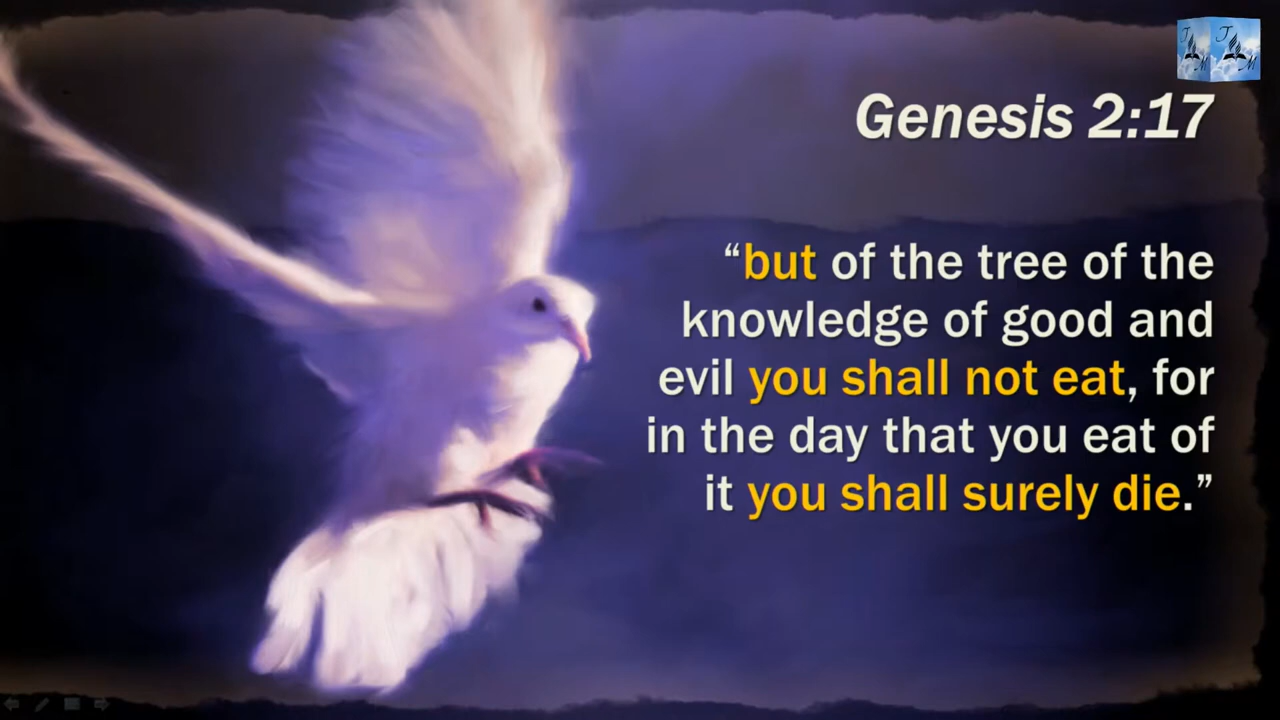 Genesis 2:17
“but of the tree of the
knowledge of good and
evil you shall not eat, for
in the day that you eat of
it you shall surely die.”
T M
T M